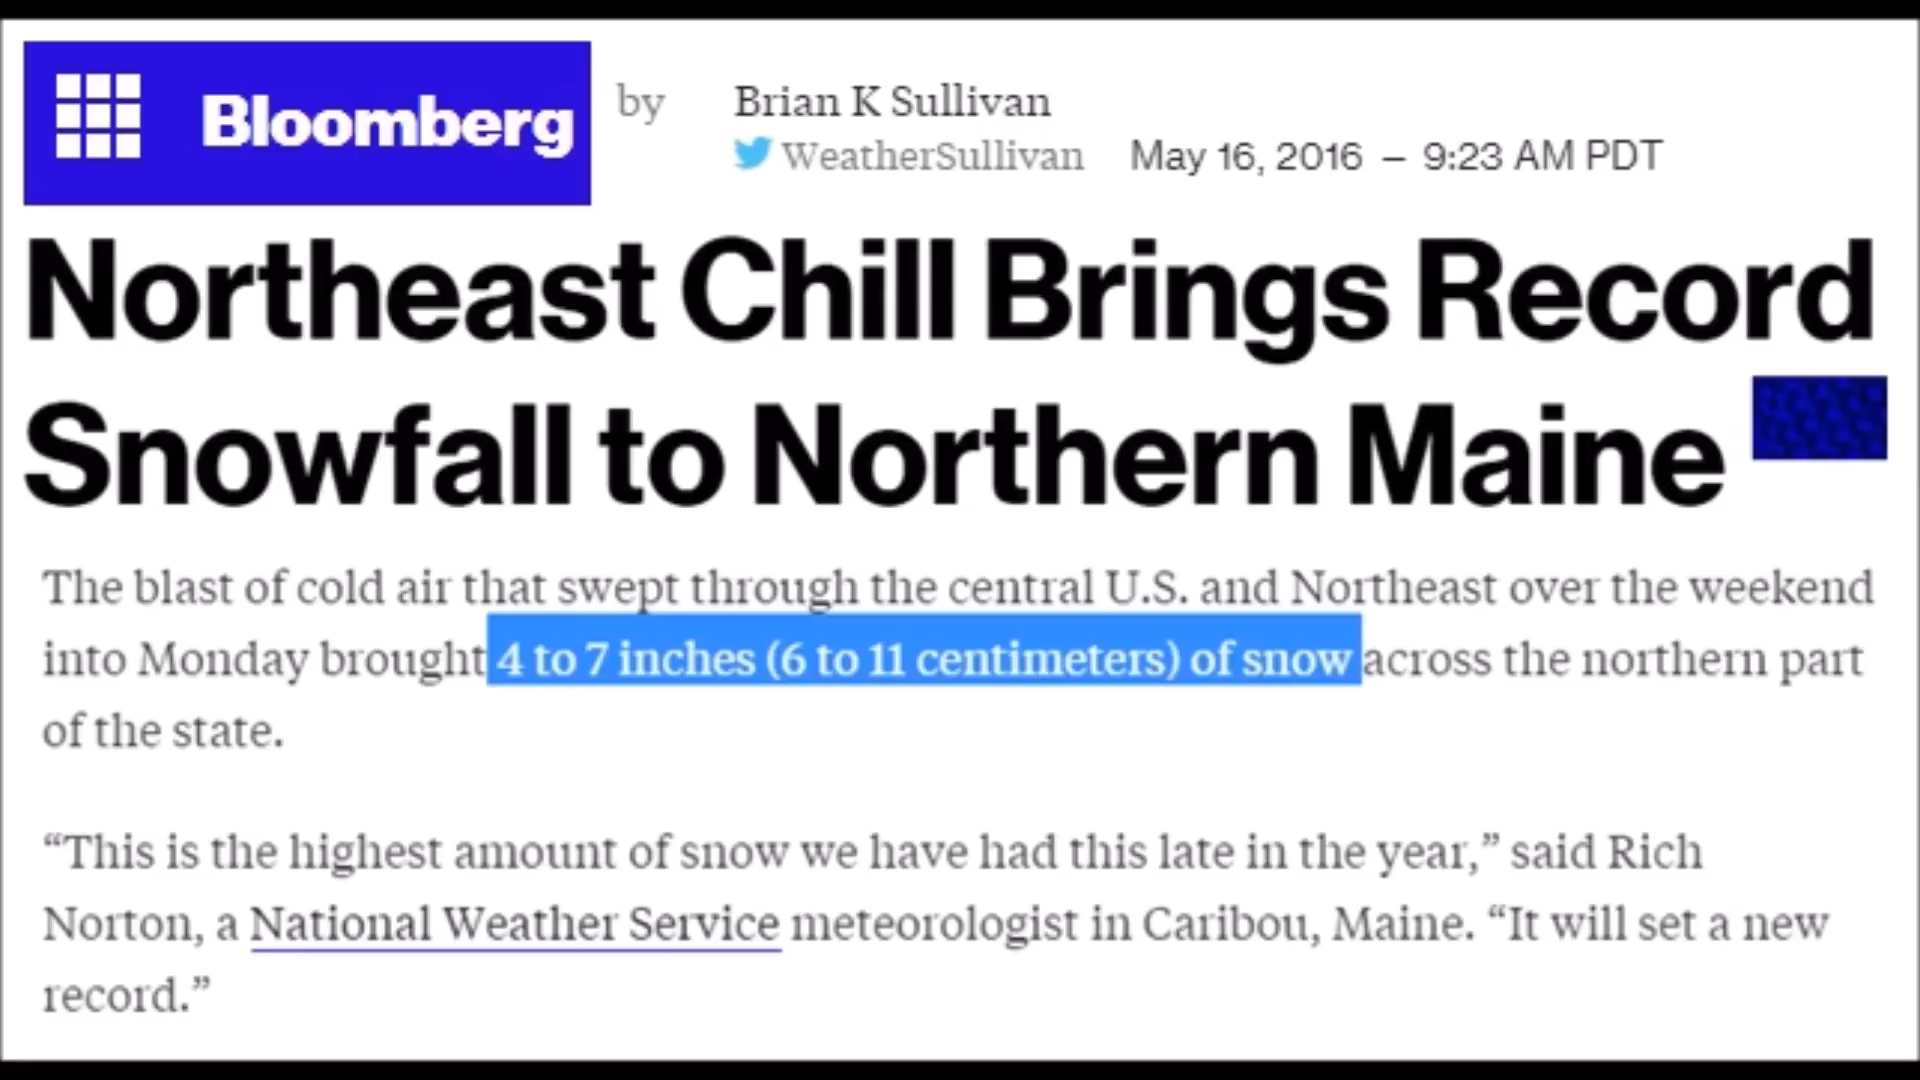 Bloomberg by Brian K Sullivan
WeatherSullivan May 16, 2016 – 9:23 AM PDT
Northeast Chill Brings Record
Snowfall to Northern Maine
The blast of cold air that swept through the central U.S. and Northeast over the weekend
into Monday brought 4 to 7 inches (6 to 11 centimeters) of snow across the northern part
of the state.
“This is the highest amount of snow we have had this late in the year,” said Rich
Norton, a National Weather Service meteorologist in Caribou, Maine. “It will set a new
record.”